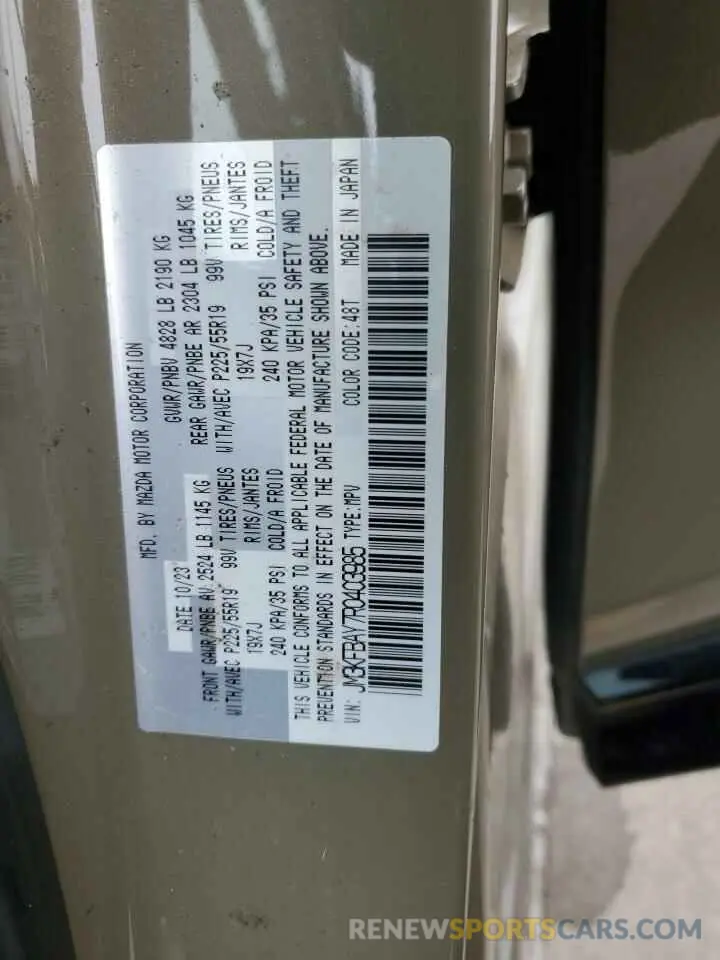 MFD. BY MAZDA MOTOR CORPORATION
DATE 10/23 GVWR/PNBV 4828 LB 2190 KG
FRONT GAWR/PNBE AV 2524 LB 1145 KG REAR GAWR/PNBE AR 2304 LB 1045 KG
WITH/AVEC P225/55R19 99V TIRES/PNEUS WITH/AVEC P225/55R19 99V TIRES/PNEUS
19X7J RIMS/JANTES 19X7J RIMS/JANTES
240 KPA/35 PSI COLD/A FROID 240 KPA/35 PSI COLD/A FROID
THIS VEHICLE CONFORMS TO ALL APPLICABLE FEDERAL MOTOR VEHICLE SAFETY AND THEFT
PREVENTION STANDARDS IN EFFECT ON THE DATE OF MANUFACTURE SHOWN ABOVE.
VIN: JM3KFBAY7R0403985 TYPE:MPV COLOR CODE:48T MADE IN JAPAN
RENEWSPORTSCARS.COM